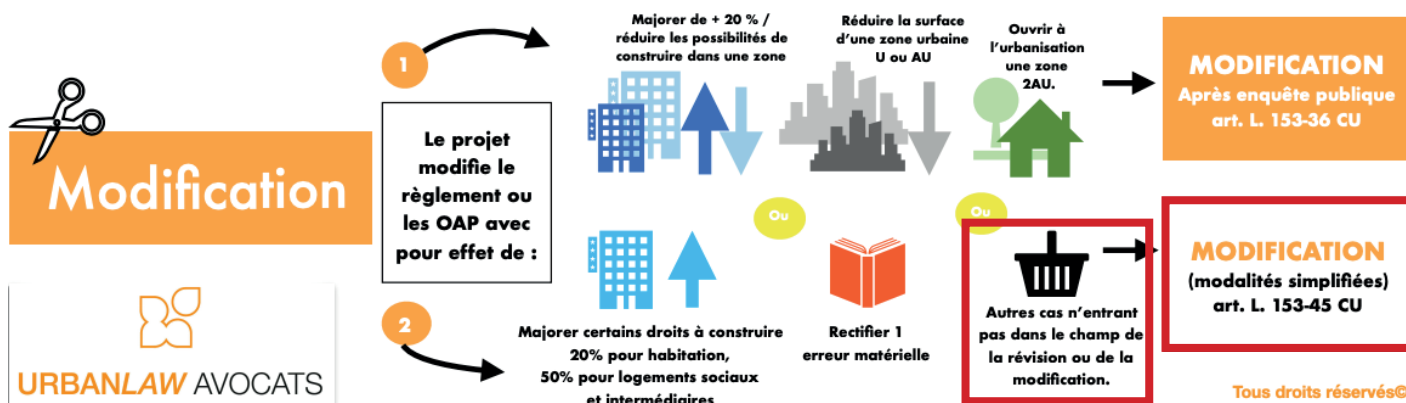 Modification
URBANLAW AVOCATS
1
Le projet
modifie le
règlement ou
les OAP avec
pour effet de :
2
Majorer de + 20 % /
réduire les possibilités de
construire dans une zone
Réduire la surface
d'une zone urbaine
U ou AU
Ouvrir à
l'urbanisation
une zone
2AU.
MODIFICATION
Après enquête publique
art. L. 153-36 CU
Ou
Ou
Majorer certains droits à construire
20% pour habitation,
50% pour logements sociaux
et intermédiaires
Rectifier 1
erreur matérielle
Autres cas n'entrant
pas dans le champ de
la révision ou de la
modification.
MODIFICATION
(modalités simplifiées)
art. L. 153-45 CU
Tous droits réservés©